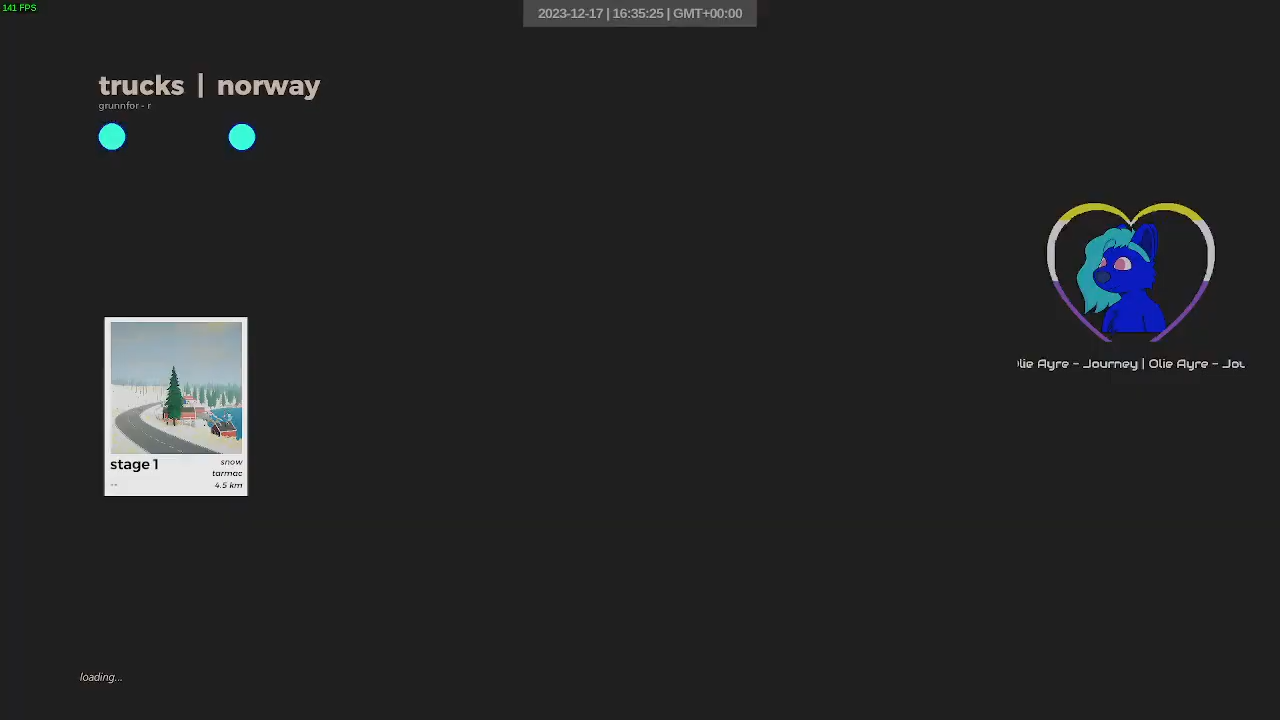 141 FPS
2023-12-17 | 16:35:25 | GMT+00:00
trucks | norway
grunnfor - r
lie Ayre - Journey | Olie Ayre - Jou
stage 1
snow
tarmac
4.5 km
--
loading...